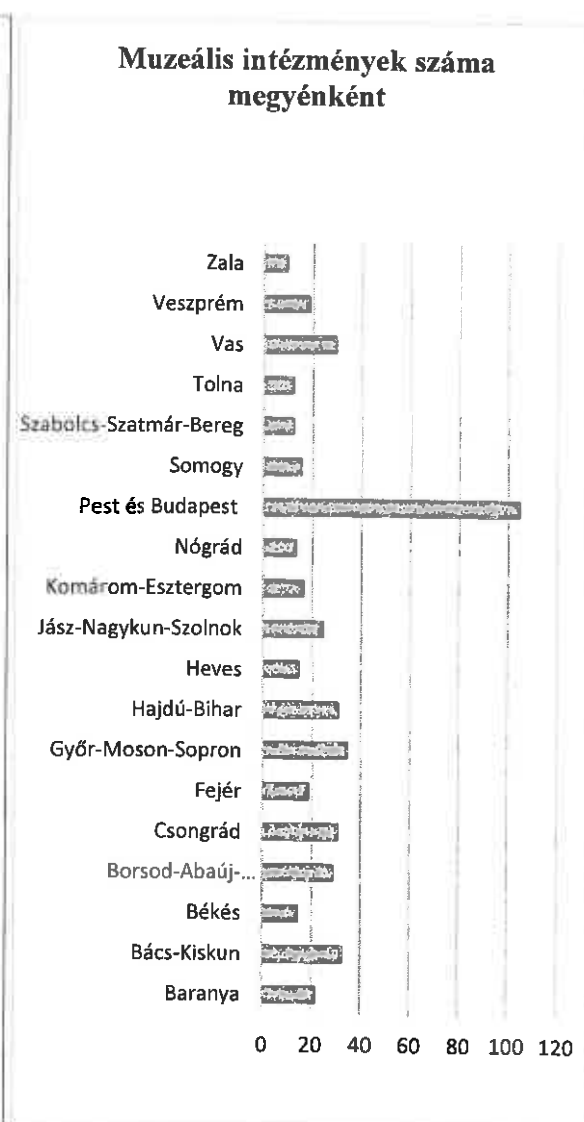 Muzeális intézmények száma
megyénként
Zala
Veszprém
Vas
Tolna
Szabolcs-Szatmár-Bereg
Somogy
Pest és Budapest
Nógrád
Komárom-Esztergom
Jász-Nagykun-Szolnok
Heves
Hajdú-Bihar
Győr-Moson-Sopron
Fejér
Csongrád
Borsod-Abaúj-...
Békés
Bács-Kiskun
Baranya
0 20 40 60 80 100 120